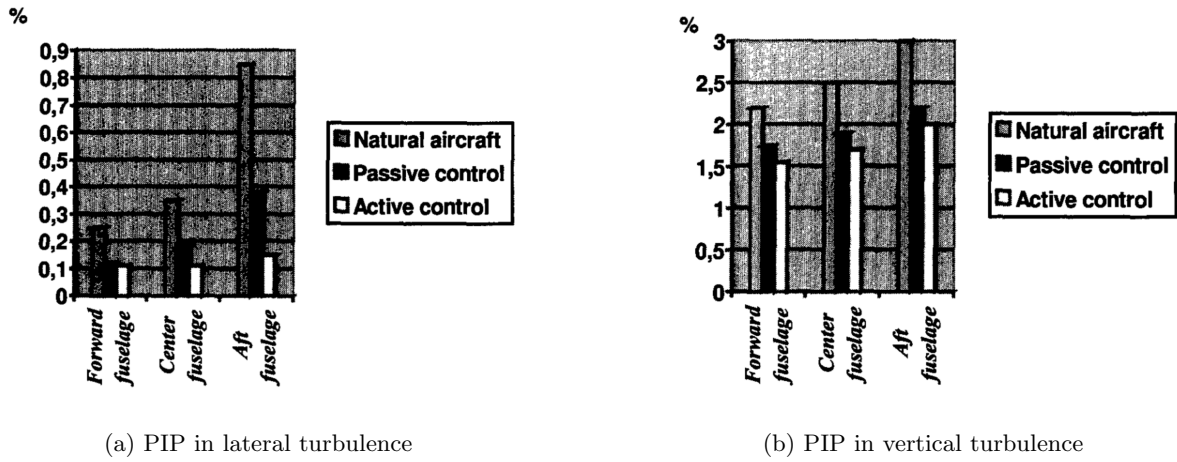 %
0,9
0,8
0,7
0,6
0,5
0,4
0,3
0,2
0,1
0
Forward fuselage
Center fuselage
Aft fuselage
Natural aircraft
Passive control
Active control
(a) PIP in lateral turbulence
%
3
2,5
2
1,5
1
0,5
0
Forward fuselage
Center fuselage
Aft fuselage
Natural aircraft
Passive control
Active control
(b) PIP in vertical turbulence